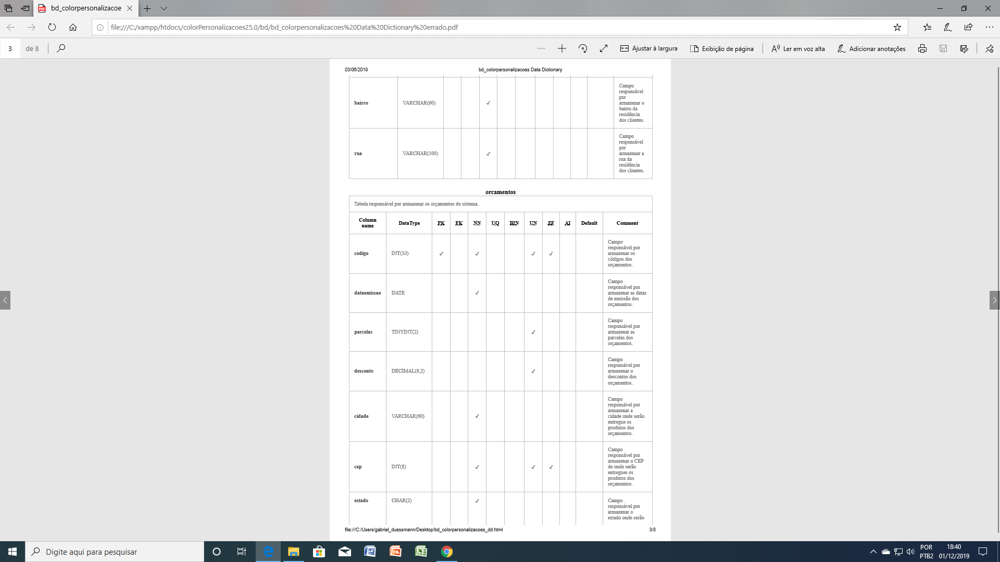 bd_colorpersonalizacoe
file:///C:/xampp/htdocs/colorPersonalizacoes25.0/bd/bd_colorpersonalizacoes%20Data%20Dictionary%20errado.pdf
3 de 8 Ajustar à largura Exibição de página Ler em voz alta Adicionar anotações
03/06/2019 bd_colorpersonalizacoes Data Dictionary
bairro VARCHAR(60) ✓
Campo
responsável
por
armazenar o
bairro da
residência
dos clientes.
rua VARCHAR(100) ✓
Campo
responsável
por
armazenar a
rua da
residência
dos clientes.
orcamentos
Tabela responsável por armazenar os orçamentos do sistema.
Column
name
DataType PK FK NN UQ BIN UN ZF AI Default Comment
codigo INT(10) ✓ ✓ ✓ ✓
Campo
responsável por
armazenar os
códigos dos
orçamentos.
dataemissao DATE ✓
Campo
responsável por
armazenar as datas
de emissão dos
orçamentos.
parcelas TINYINT(2) ✓
Campo
responsável por
armazenar as
parcelas dos
orçamentos.
desconto DECIMAL(6,2) ✓
Campo
responsável por
armazenar o
descontos dos
orçamentos.
cidade VARCHAR(60) ✓
Campo
responsável por
armazenar a
cidade onde serão
entregue os
produtos dos
orçamentos.
cep INT(8) ✓ ✓ ✓
Campo
responsável por
armazenar o CEP
de onde serão
entregues os
produtos dos
orçamentos.
estado CHAR(2) ✓
Campo
responsável por
armazenar o
estado onde serão
file:///C:/Users/gabriel_duessmann/Desktop/bd_colorpersonalizacoes_dd.html 3/8
Digite aqui para pesquisar
POR
PTB2
18:40
01/12/2019